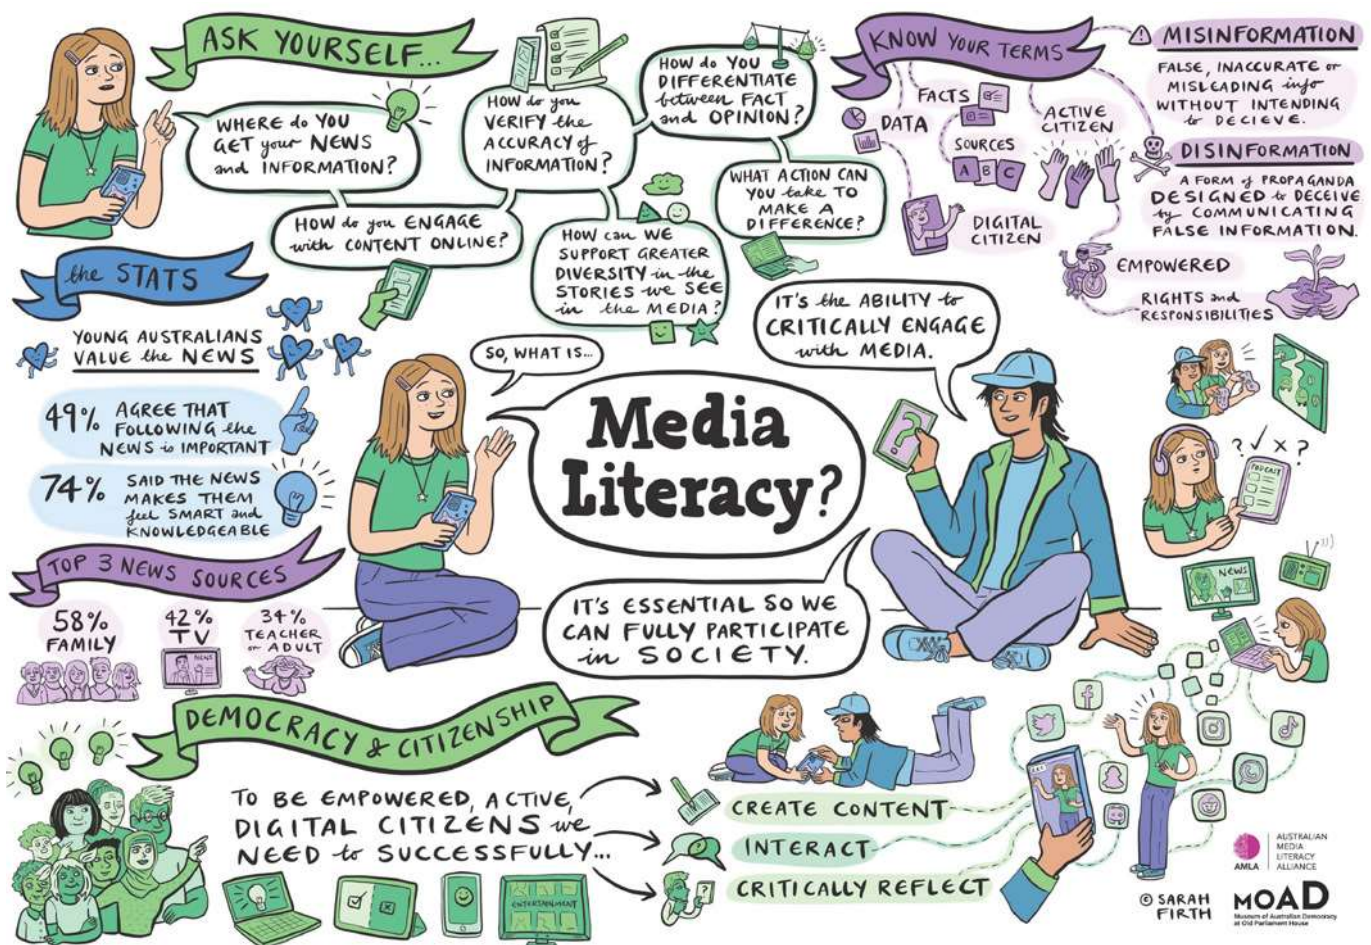 ASK YOURSELF...
WHERE do YOU
GET your NEWS
and INFORMATION?
HOW do you ENGAGE
with CONTENT ONLINE?
HOW do you
VERIFY the
ACCURACY of
INFORMATION?
HOW can WE
SUPPORT GREATER
DIVERSITY in the
STORIES we SEE
in the MEDIA?
HOW do YOU
DIFFERENTIATE
between FACT
and OPINION?
WHAT ACTION CAN
YOU take TO
MAKE A
DIFFERENCE?
KNOW YOUR TERMS
DATA
FACTS
SOURCES
A B C
DIGITAL
CITIZEN
ACTIVE
CITIZEN
MISINFORMATION
FALSE, INACCURATE or
MISLEADING info
WITHOUT INTENDING
to DECIEVE.
DISINFORMATION
A FORM of PROPAGANDA
DESIGNED to DECEIVE
by COMMUNICATING
FALSE INFORMATION.
EMPOWERED
RIGHTS and
RESPONSIBILITIES
the STATS
YOUNG AUSTRALIANS
VALUE the NEWS
49% AGREE THAT
FOLLOWING the
NEWS is IMPORTANT
74% SAID THE NEWS
MAKES THEM
feel SMART and
KNOWLEDGEABLE
TOP 3 NEWS SOURCES
58%
FAMILY
42%
TV
NEWS
34%
TEACHER
or ADULT
SO, WHAT IS...
Media
Literacy?
IT'S the ABILITY to
CRITICALLY ENGAGE
with MEDIA.
?
IT'S ESSENTIAL SO WE
CAN FULLY PARTICIPATE
in SOCIETY.
? ✓ x ?
PODCAST
NEWS
DEMOCRACY & CITIZENSHIP
TO BE EMPOWERED, ACTIVE,
DIGITAL CITIZENS we
NEED to SUCCESSFULLY...
ENTERTAINMENT
CREATE CONTENT
INTERACT
CRITICALLY REFLECT
?
AMLA
AUSTRALIAN
MEDIA
LITERACY
ALLIANCE
© SARAH
FIRTH
MOAD
Museum of Australian Democracy
at Old Parliament House